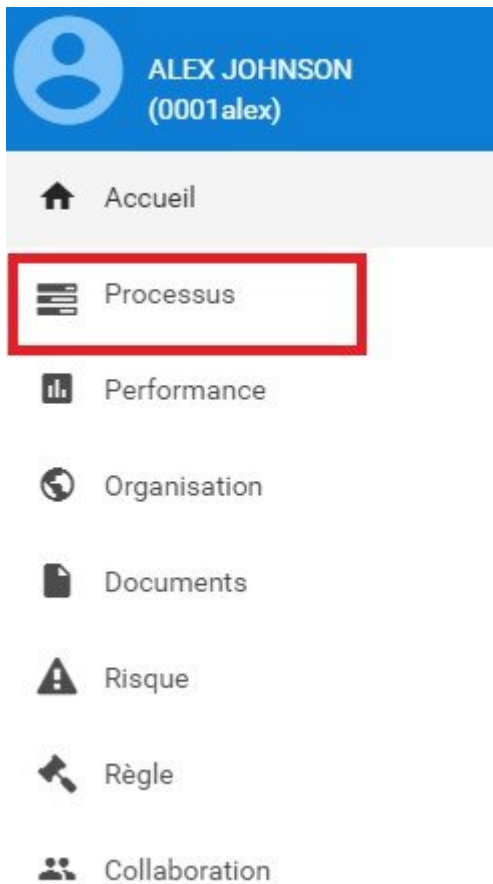 ALEX JOHNSON
(0001alex)
Accueil
Processus
Performance
Organisation
Documents
Risque
Règle
Collaboration